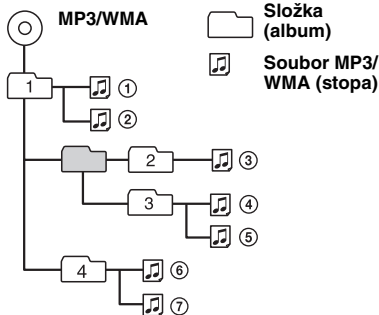 MP3/WMA
Složka
(album)
Soubor MP3/
WMA (stopa)
1
①
②
2
③
3
④
⑤
4
⑥
⑦